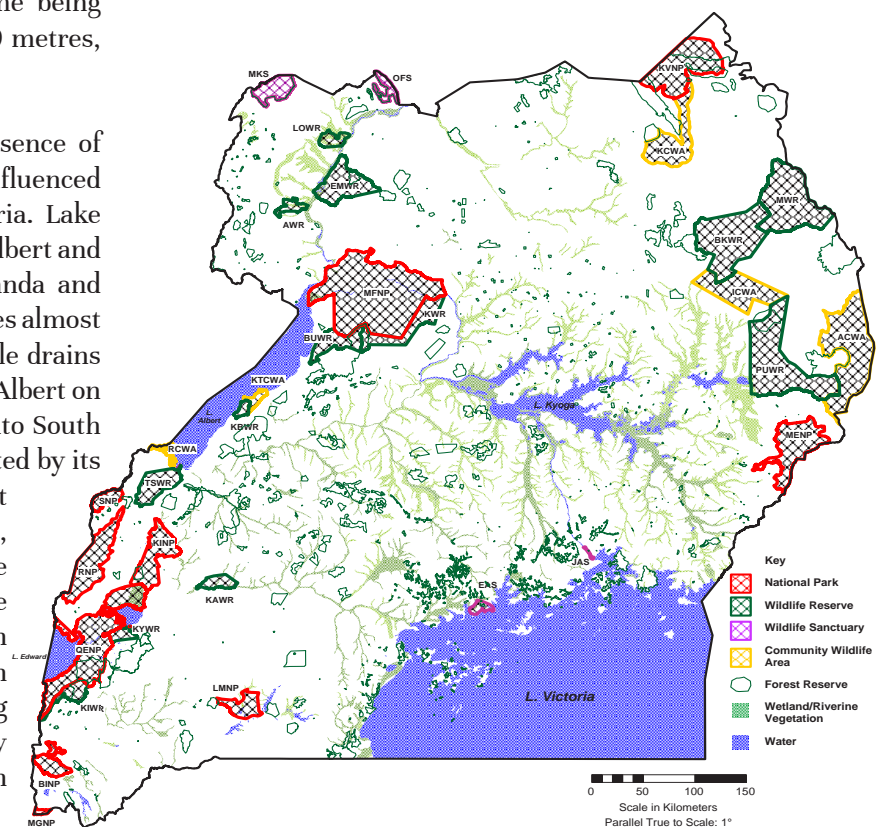 ne being
) metres,
sence of
fluenced
ria. Lake
lbert and
nda and
es almost
le drains
Albert on
nto South
ted by its
t
,
e
e
n
n
g
y
n
MKS
OFS
KVNP
LOWR
KCWA
EMWR
MWR
AWR
BKWR
MFNP
ICWA
KWR
ACWA
BUWR
PUWR
KTCWA
L. Kyoga
L. Albert
KBWR
MENP
RCWA
TSWR
SNP
KINP
JAS
RNP
KAWR
EAS
KYWR
QENP
L. Edward
LMNP
L. Victoria
KIWR
BINP
MGNP
Key
National Park
Wildlife Reserve
Wildlife Sanctuary
Community Wildlife
Area
Forest Reserve
Wetland/Riverine
Vegetation
Water
0 50 100 150
Scale in Kilometers
Parallel True to Scale: 1°